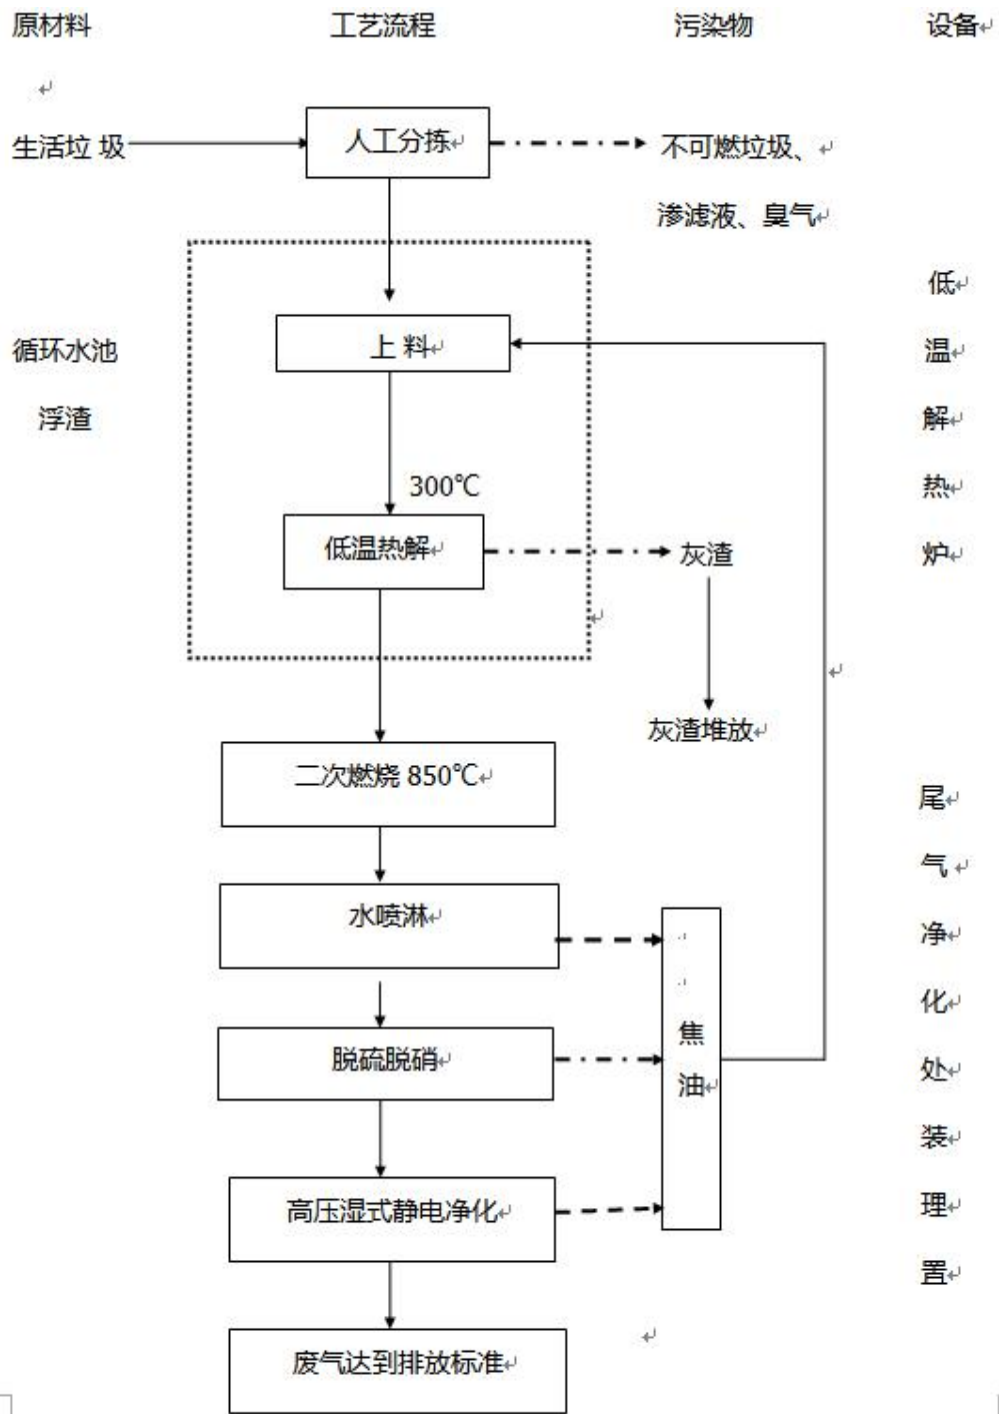 原材料 工艺流程 污染物 设备
生活垃 圾
人工分拣
不可燃垃圾、
渗滤液、臭气
循环水池
浮渣
上 料
300℃
低温热解
灰渣
灰渣堆放
低
温
解
热
炉
二次燃烧 850℃
水喷淋
脱硫脱硝
高压湿式静电净化
废气达到排放标准
焦
油
尾
气
净
化
处
装
理
置